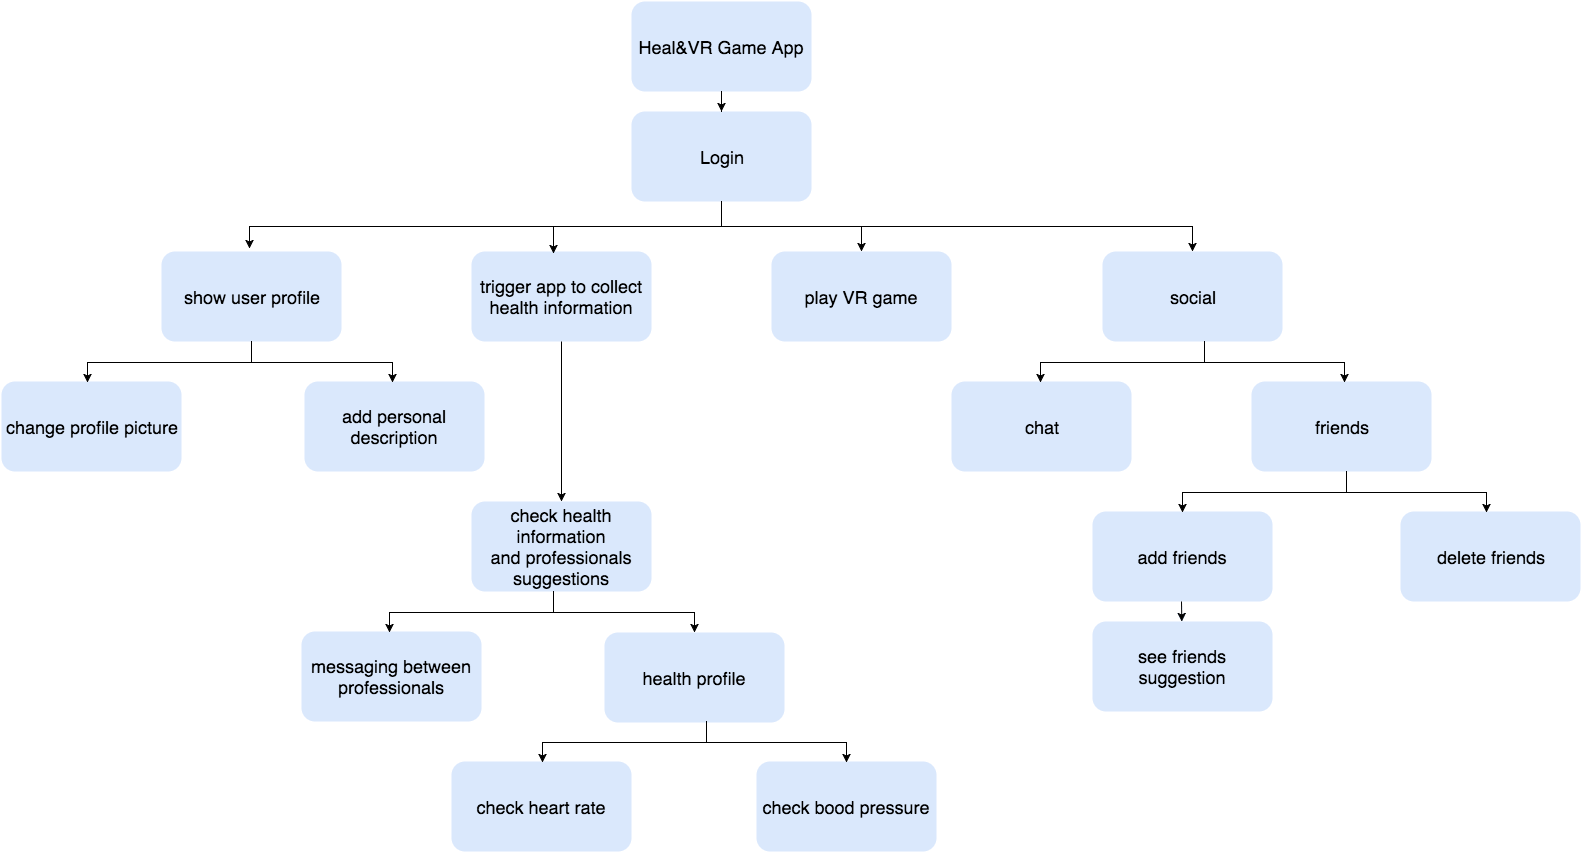 Heal&VR Game App
Login
show user profile
trigger app to collect
health information
play VR game
social
change profile picture
add personal
description
chat
friends
check health
information
and professionals
suggestions
add friends
delete friends
messaging between
professionals
health profile
see friends
suggestion
check heart rate
check bood pressure